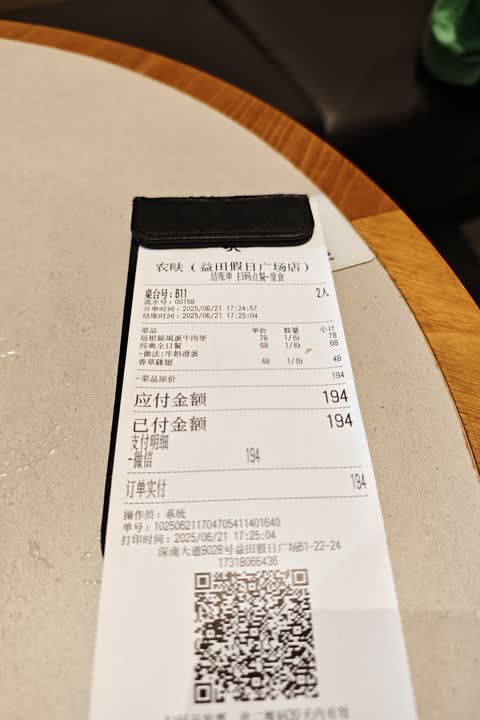 农畉（益田假日广场店）
结账单 扫码点餐-堂食
桌台号：B11 2人
流水号：00158
开单时间：2025/06/21 17:24:57
结账时间：2025/06/21 17:25:04
菜品 单价 数量 小计
培根旋風蛋牛肉堡 78 1/份 78
经典全日餐 68 1/份 68
-做法:牛奶滑蛋
香草雞翅 48 1/份 48
-菜品原价 194
应付金额 194
已付金额 194
支付明细
-微信 194
订单实付 194
操作员：系统
单号：1025062117047054114016​40
打印时间：2025/06/21 17:25:04
深南大道9028号益田假日广场B1-22-24
17318066436